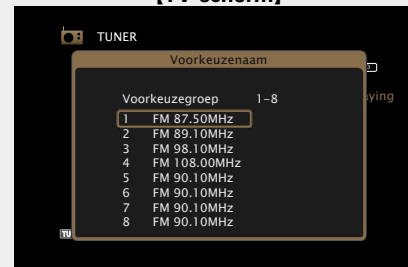 【TV-scherm】
TUNER
Voorkeuzenaam
ying
Voorkeuzegroep 1-8
1 FM 87.50MHz
2 FM 89.10MHz
3 FM 98.10MHz
4 FM 108.00MHz
5 FM 90.10MHz
6 FM 90.10MHz
7 FM 90.10MHz
8 FM 90.10MHz
TU